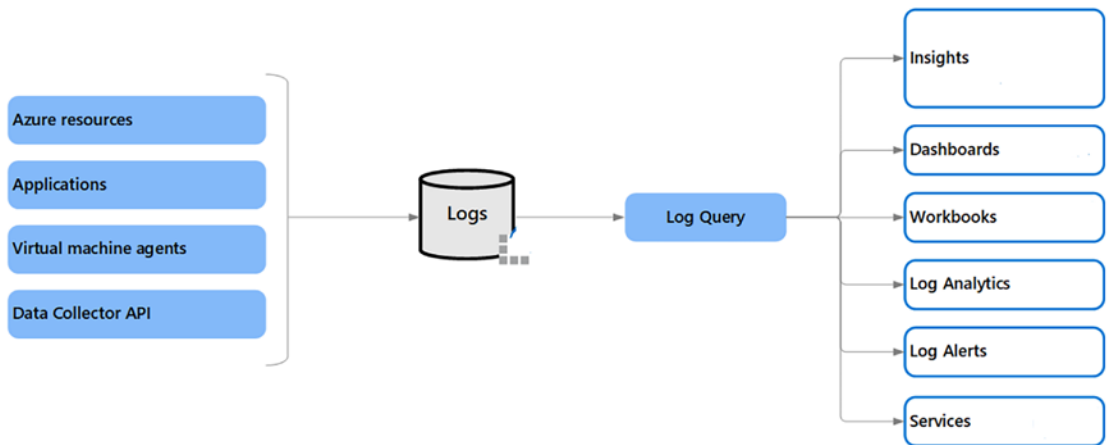 Azure resources
Applications
Virtual machine agents
Data Collector API
Logs
Log Query
Insights
Dashboards
Workbooks
Log Analytics
Log Alerts
Services